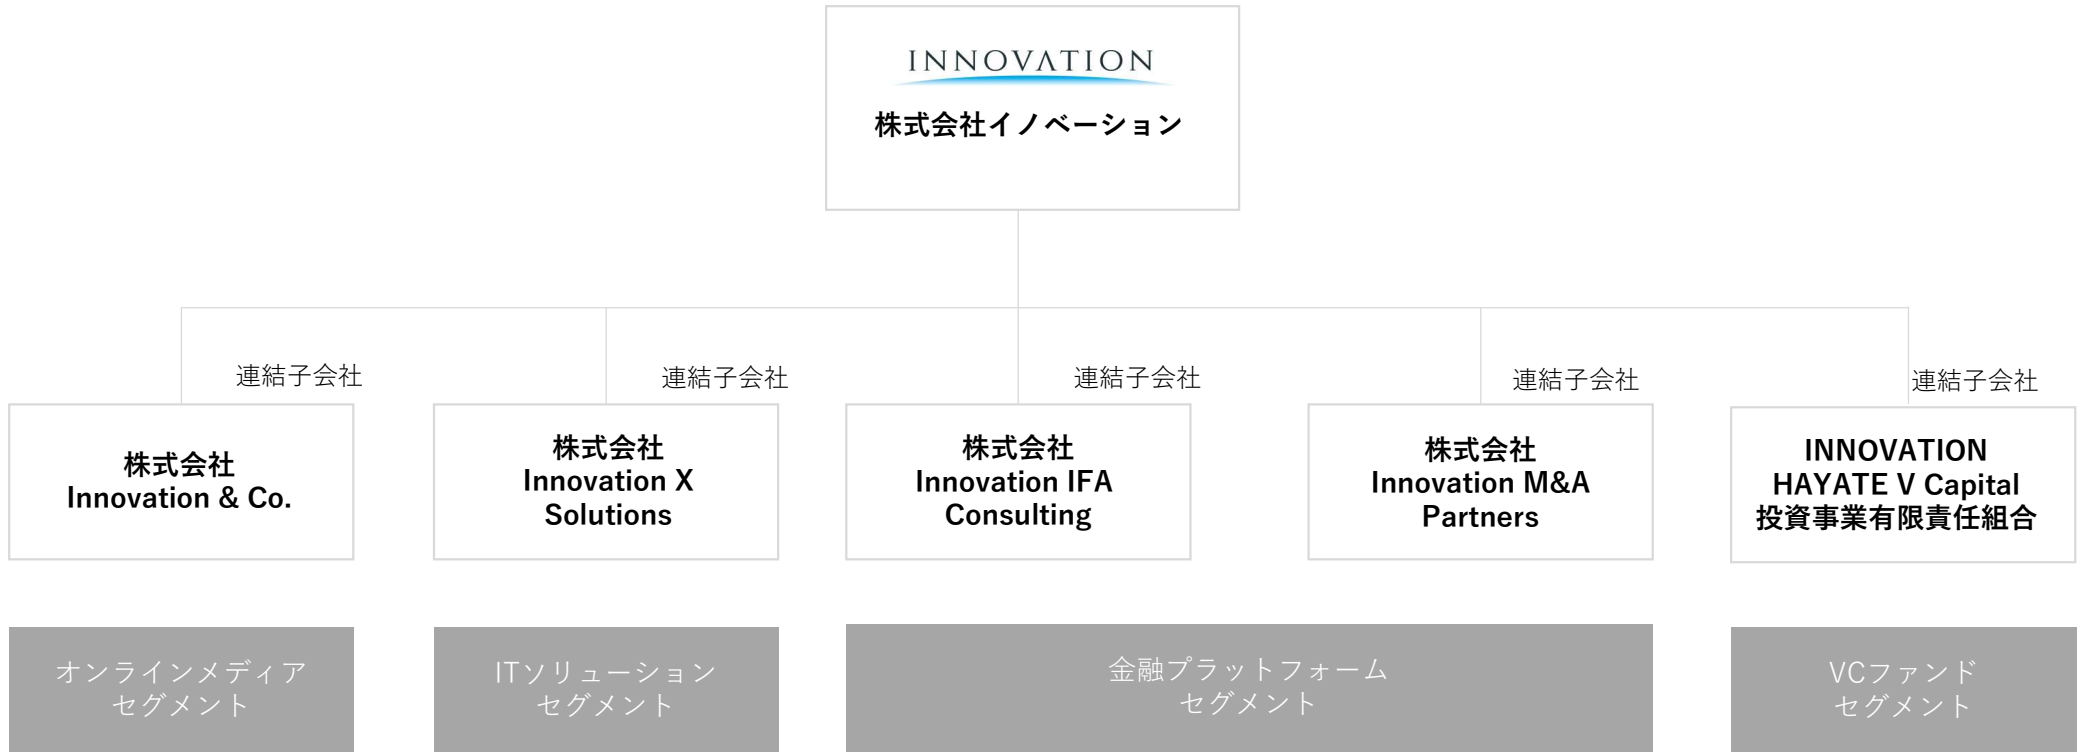 INNOVATION
株式会社イノベーション
連結子会社
連結子会社
連結子会社
連結子会社
連結子会社
株式会社
Innovation & Co.
株式会社
Innovation X
Solutions
株式会社
Innovation IFA
Consulting
株式会社
Innovation M&A
Partners
INNOVATION
HAYATE V Capital
投資事業有限責任組合
オンラインメディア
セグメント
ITソリューション
セグメント
金融プラットフォーム
セグメント
VCファンド
セグメント